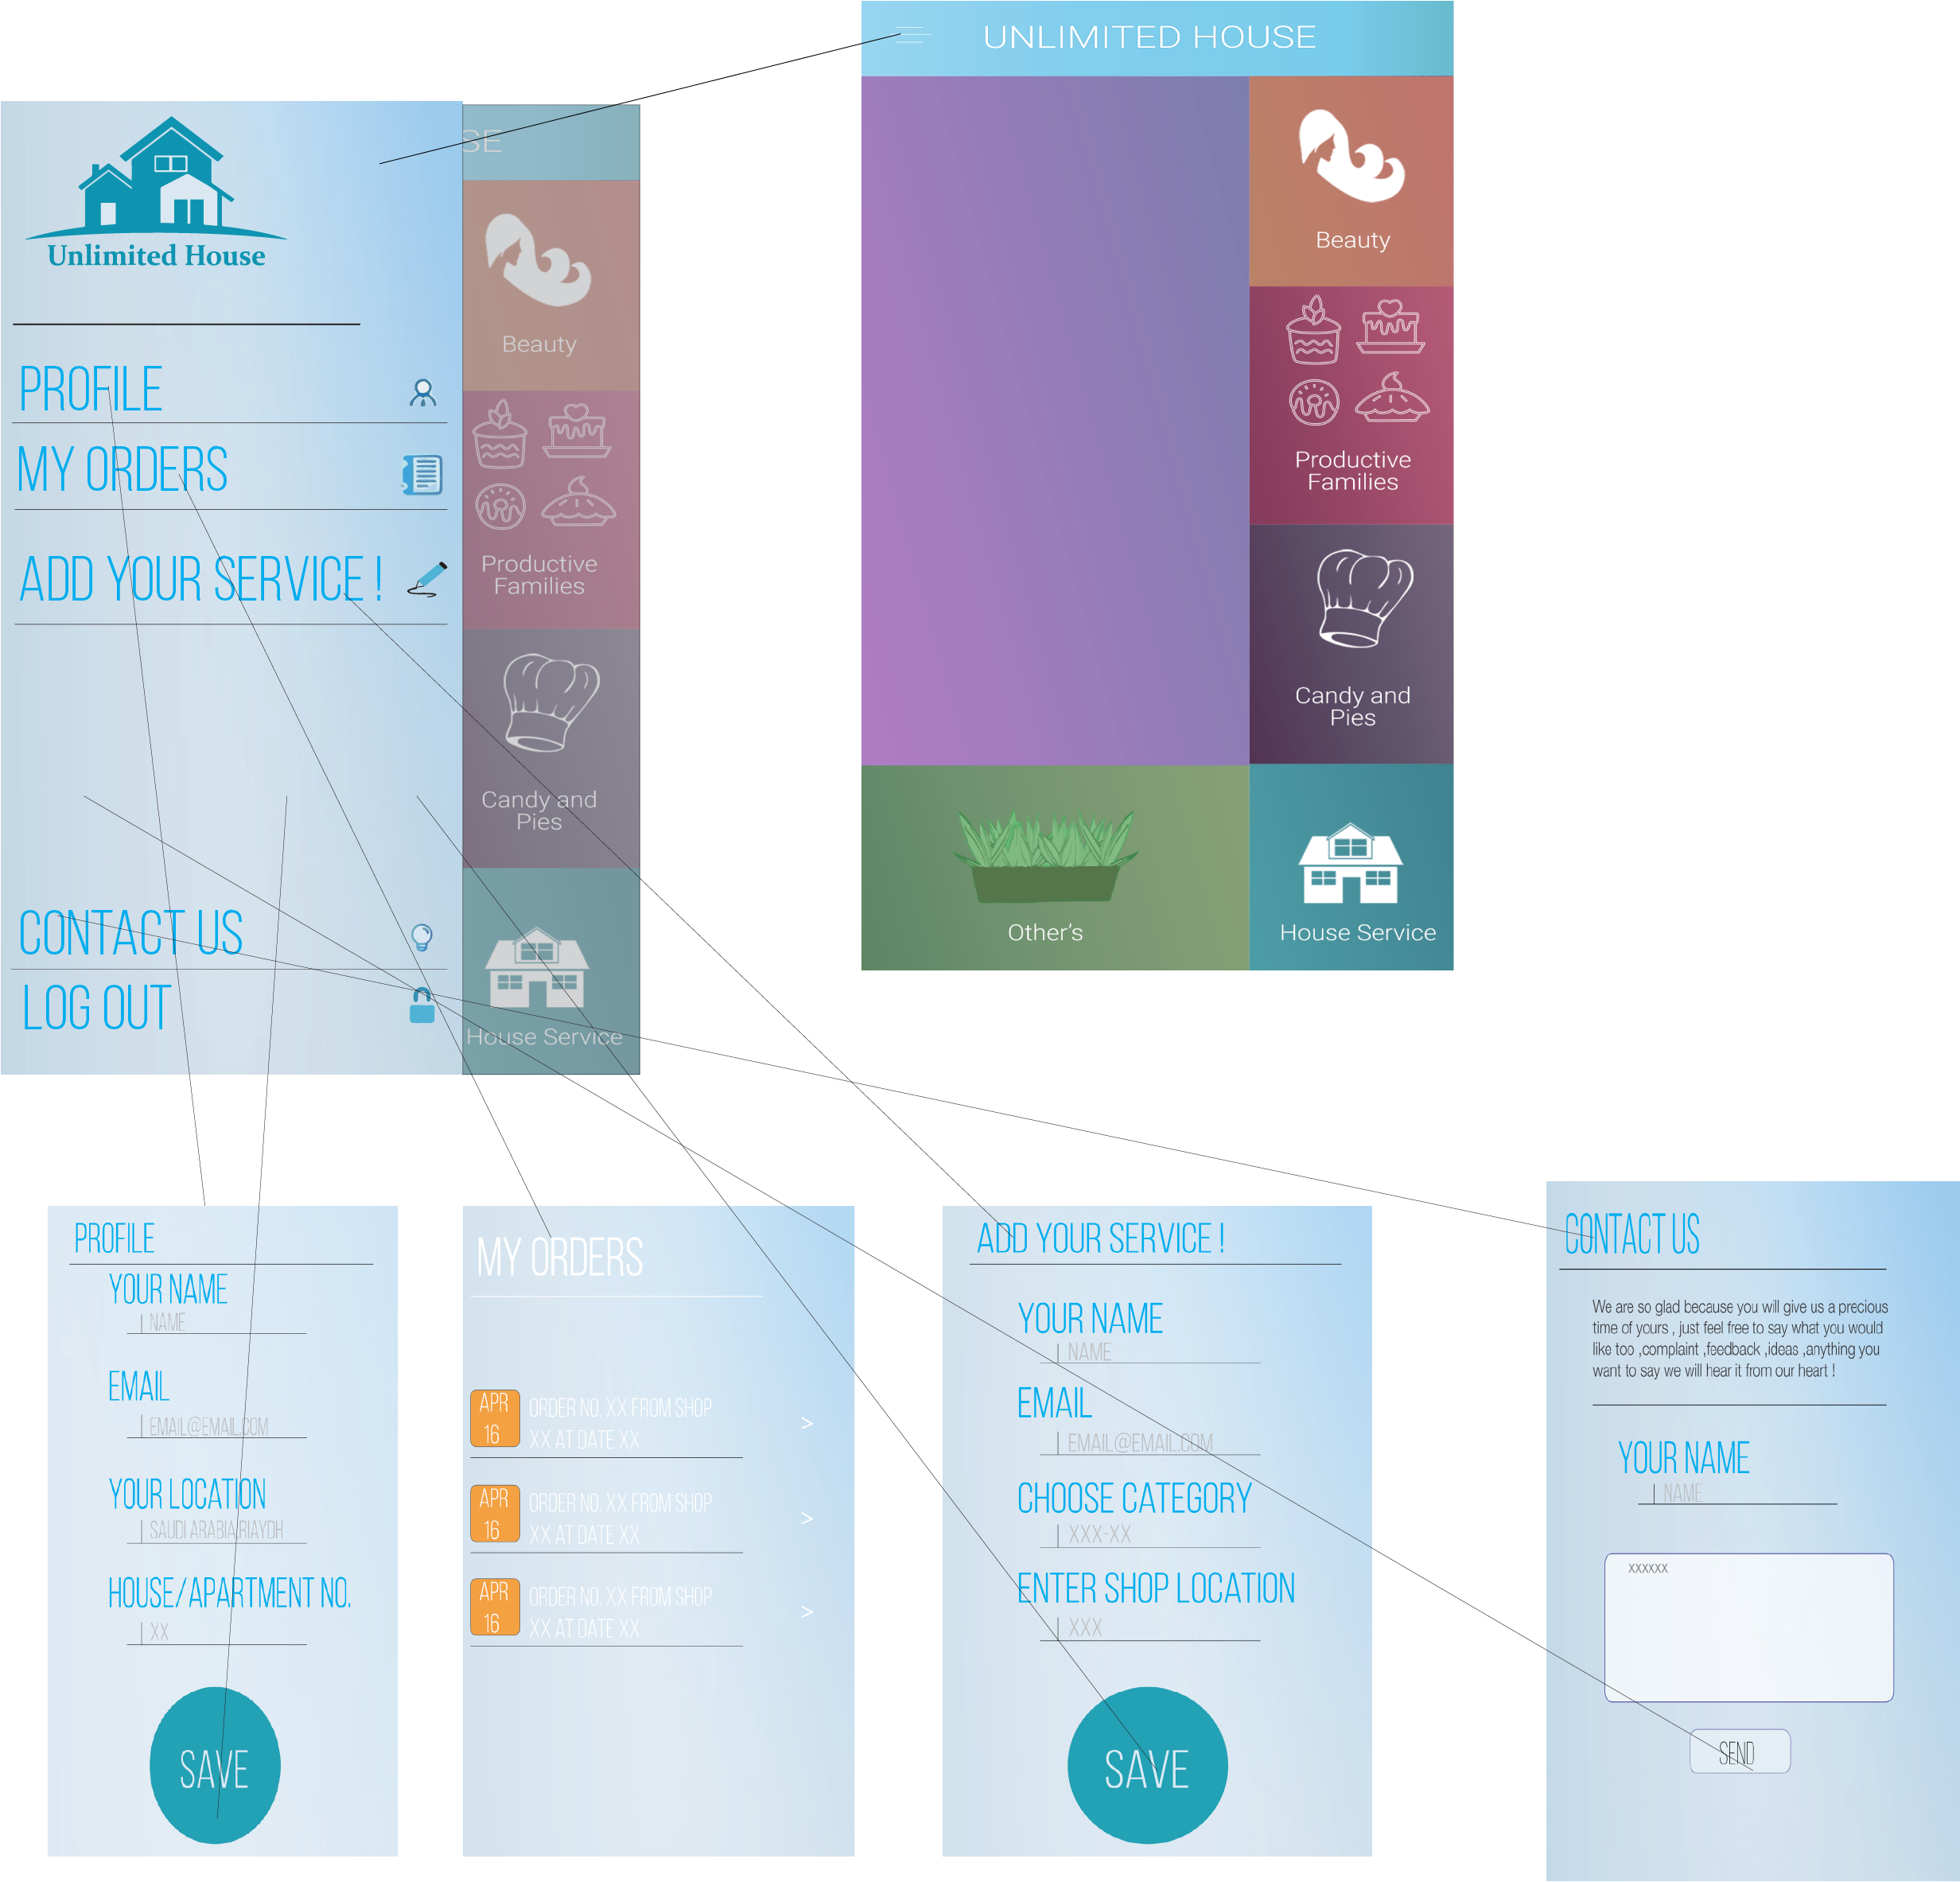 UNLIMITED HOUSE
Beauty
Productive
Families
Candy and
Pies
Other's
House Service
SE
Unlimited House
PROFILE
MY ORDERS
ADD YOUR SERVICE !
CONTACT US
LOG OUT
Beauty
Productive
Families
Candy and
Pies
House Service
PROFILE
YOUR NAME
NAME
EMAIL
EMAIL@EMAIL.COM
YOUR LOCATION
SAUDI ARABIA,RIAYDH
HOUSE/APARTMENT NO.
XX
SAVE
MY ORDERS
APR
16
ORDER NO. XX FROM SHOP
XX AT DATE XX
>
APR
16
ORDER NO. XX FROM SHOP
XX AT DATE XX
>
APR
16
ORDER NO. XX FROM SHOP
XX AT DATE XX
>
ADD YOUR SERVICE !
YOUR NAME
NAME
EMAIL
EMAIL@EMAIL.COM
CHOOSE CATEGORY
XXX-XX
ENTER SHOP LOCATION
XXX
SAVE
CONTACT US
We are so glad because you will give us a precious
time of yours , just feel free to say what you would
like too ,complaint ,feedback ,ideas ,anything you
want to say we will hear it from our heart !
YOUR NAME
NAME
XXXXXX
SEND